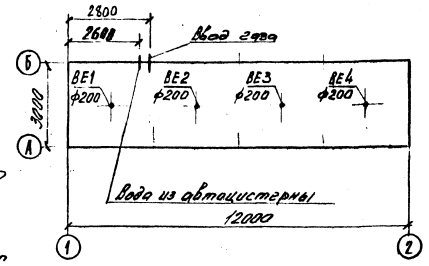 2800
2600
Ввод газа
Б
ВЕ1 ВЕ2 ВЕ3 ВЕ4
ф200 ф200 ф200 ф200
3000
А
Вода из автоцистерны
12000
1 2